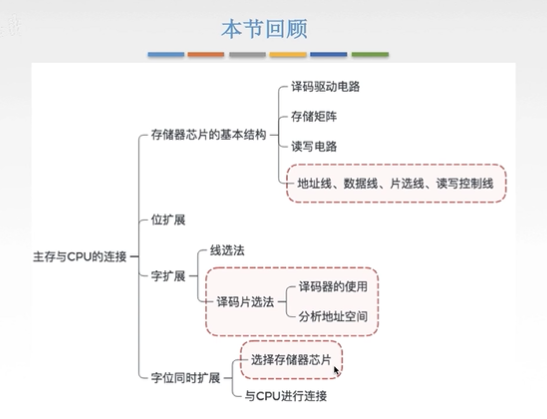 本节回顾
译码驱动电路
存储矩阵
存储器芯片的基本结构
读写电路
地址线、数据线、片选线、读写控制线
位扩展
线选法
主存与CPU的连接
字扩展
译码器的使用
译码片选法
分析地址空间
选择存储器芯片
字位同时扩展
与CPU进行连接